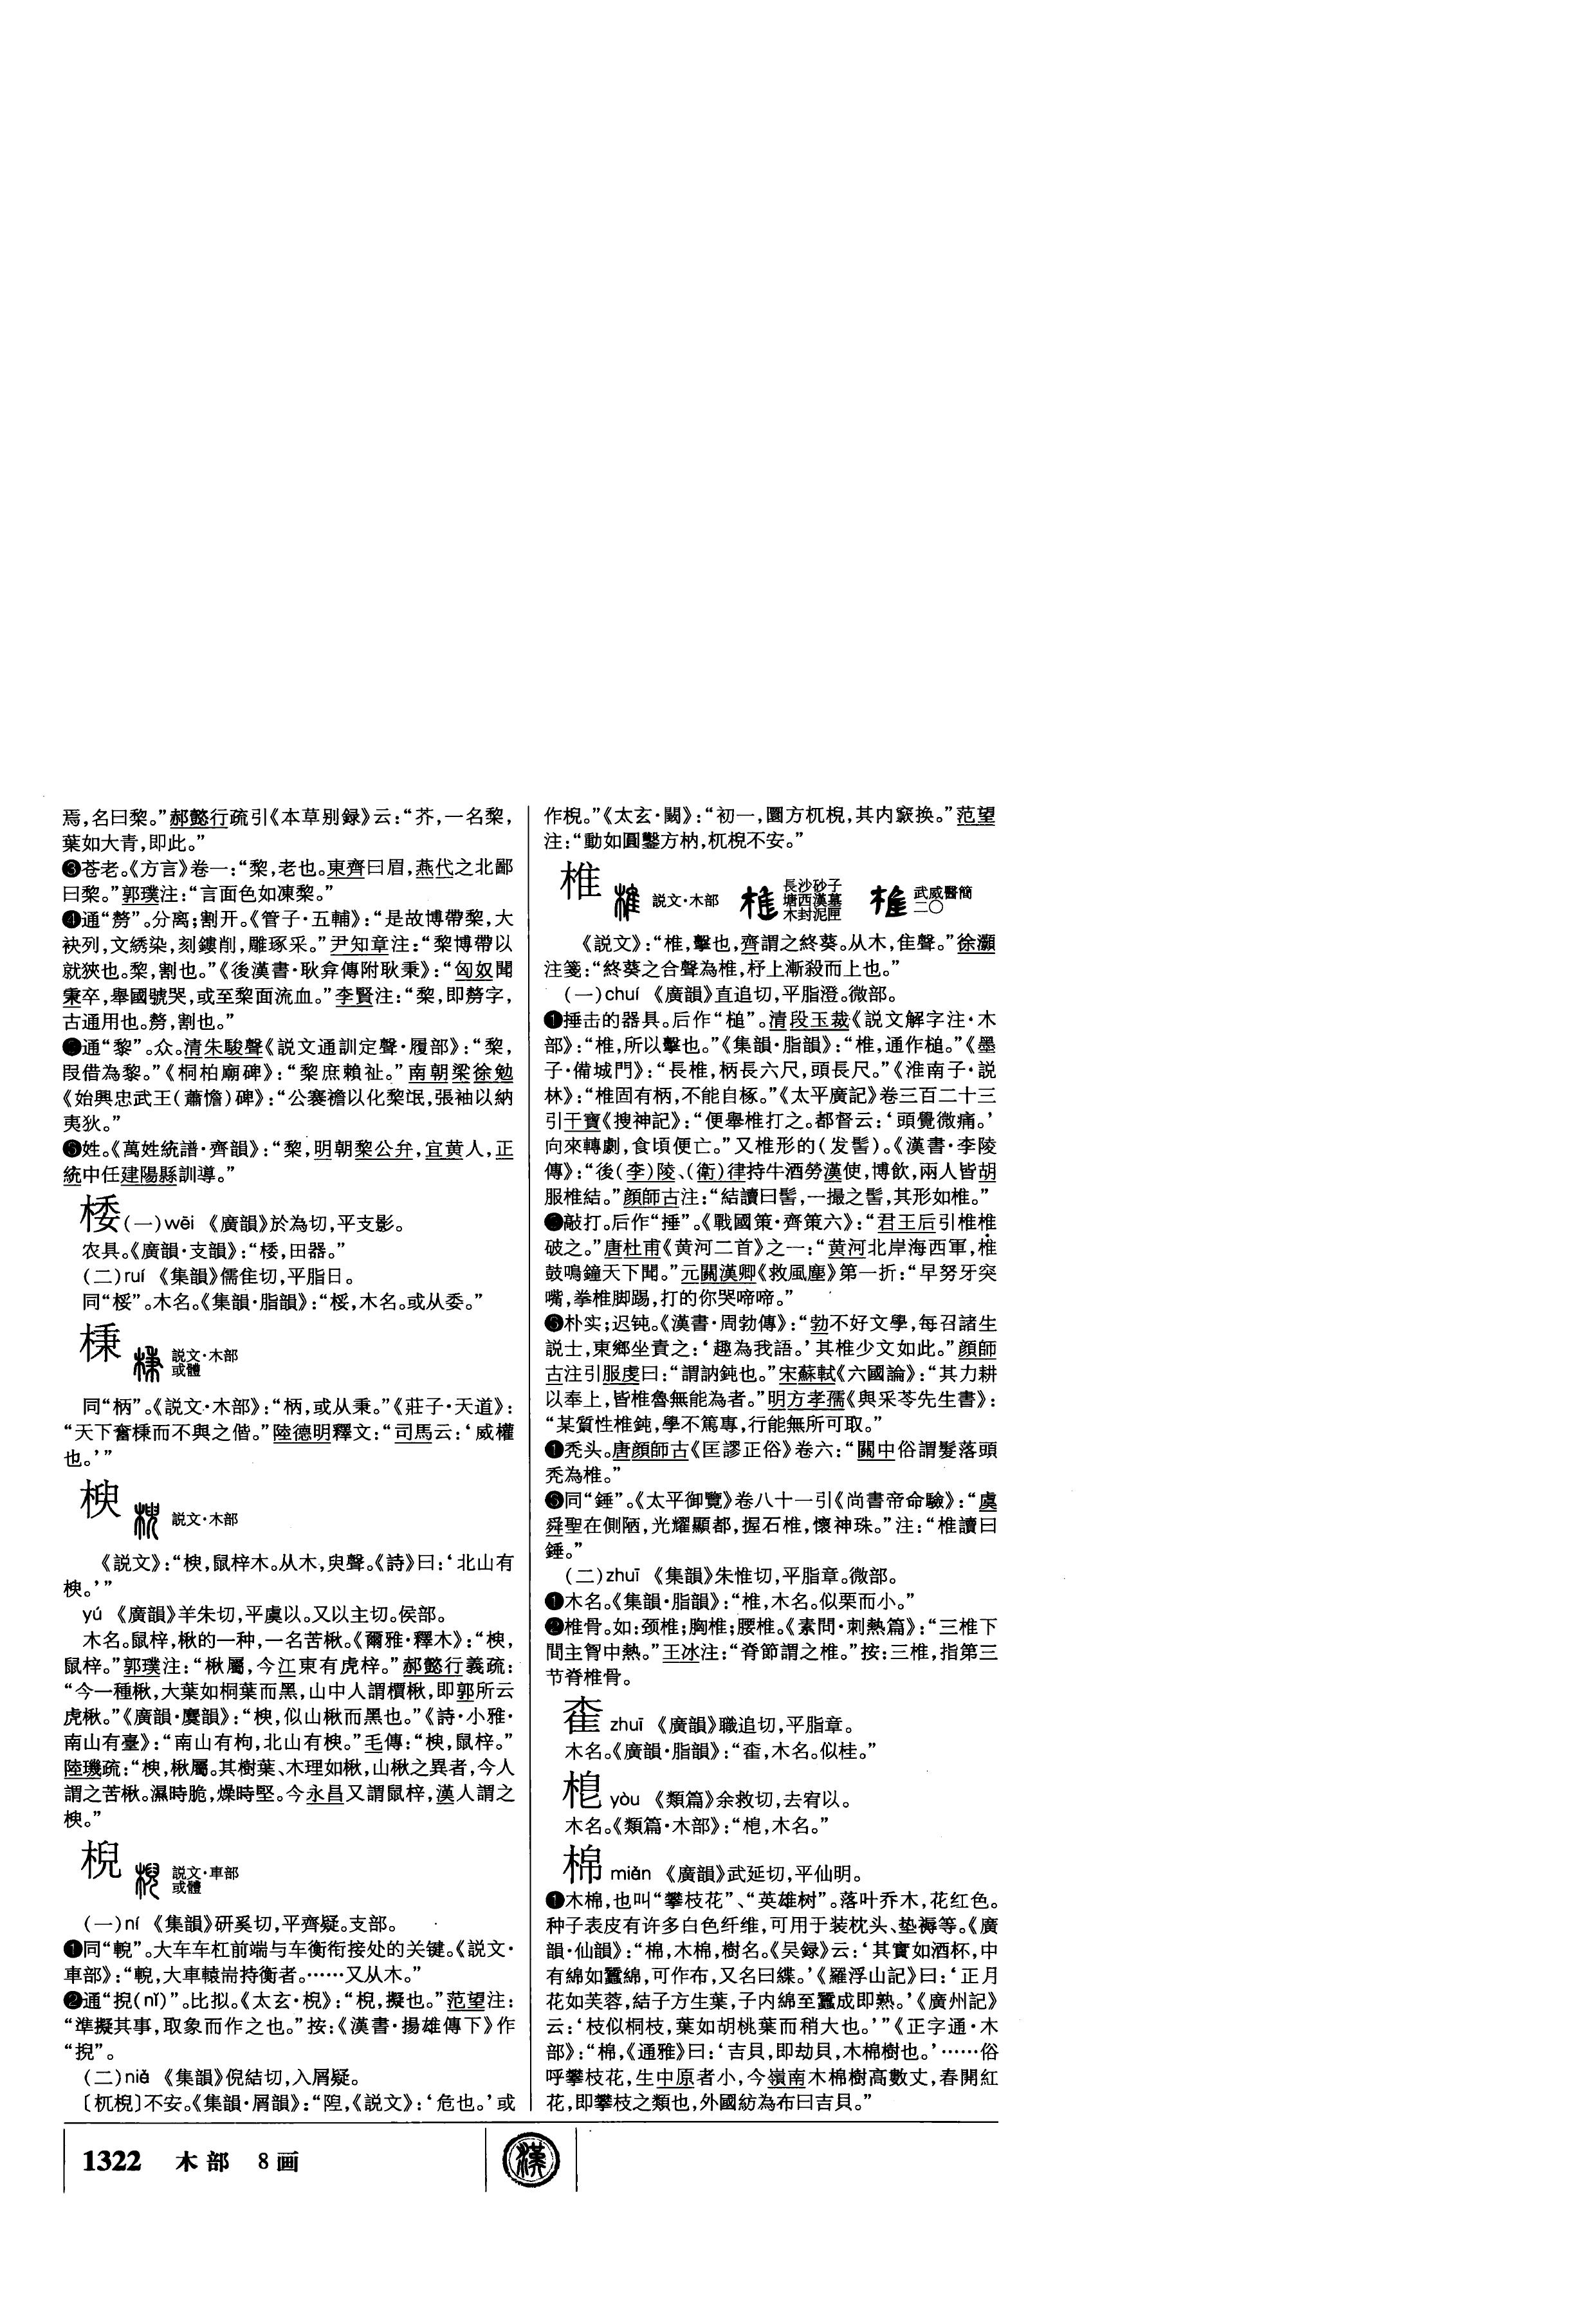 焉，名曰棃。”郝懿行疏引《本草别録》云：“芥，一名棃，
葉如大青，即此。”
❸苍老。《方言》卷一：“棃，老也。東齊曰眉，燕代之北鄙
曰棃。”郭璞注：“言面色如凍棃。”
❹通“剺”。分离；割开。《管子·五輔》：“是故博帶棃，大
袂列，文綉染，刻鏤削，雕琢采。”尹知章注：“棃博帶以
就狹也。棃，割也。”《後漢書·耿弇傳附耿秉》：“匈奴聞
秉卒，舉國號哭，或至棃面流血。”李賢注：“棃，即剺字，
古通用也。剺，割也。”
❺通“黎”。众。清朱駿聲《説文通訓定聲·履部》：“棃，
叚借為黎。”《桐柏廟碑》：“棃庶賴祉。”南朝梁徐勉
《始興忠武王（蕭憺）碑》：“公褰襜以化棃氓，張袖以納
夷狄。”
❻姓。《萬姓統譜·齊韻》：“棃，明朝棃公弁，宜黄人，正
統中任建陽縣訓導。”
㮃（一）wēi 《廣韻》於為切，平支影。
农具。《廣韻·支韻》：“㮃，田器。”
（二）ruí 《集韻》儒隹切，平脂日。
同“桵”。木名。《集韻·脂韻》：“桵，木名。或从委。”
棅 説文·木部
或體
同“柄”。《説文·木部》：“柄，或从秉。”《莊子·天道》：
“天下奮棅而不與之偕。”陸德明釋文：“司馬云：‘威權
也。’”
楰 説文·木部
《説文》：“楰，鼠梓木。从木，臾聲。《詩》曰：‘北山有
楰。’”
yú 《廣韻》羊朱切，平虞以。又以主切。侯部。
木名。鼠梓，楸的一种，一名苦楸。《爾雅·釋木》：“楰，
鼠梓。”郭璞注：“楸屬，今江東有虎梓。”郝懿行義疏：
“今一種楸，大葉如桐葉而黑，山中人謂檟楸，即郭所云
虎楸。”《廣韻·麌韻》：“楰，似山楸而黑也。”《詩·小雅·
南山有臺》：“南山有枸，北山有楰。”毛傳：“楰，鼠梓。”
陸璣疏：“楰，楸屬。其樹葉、木理如楸，山楸之異者，今人
謂之苦楸。濕時脆，燥時堅。今永昌又謂鼠梓，漢人謂之
楰。”
棿 説文·車部
或體
（一）ní 《集韻》研奚切，平齊疑。支部。
❶同“輗”。大车车杠前端与车衡衔接处的关键。《説文·
車部》：“輗，大車轅耑持衡者。……又从木。”
❷通“掜（nǐ）”。比拟。《太玄·棿》：“棿，擬也。”范望注：
“準擬其事，取象而作之也。”按：《漢書·揚雄傳下》作
“掜”。
（二）niè 《集韻》倪結切，入屑疑。
〔杌棿〕不安。《集韻·屑韻》：“隉，《説文》：‘危也。’或
作棿。”《太玄·闋》：“初一，圜方杌棿，其内窾换。”范望
注：“動如圓鑿方枘，杌棿不安。”
椎 説文·木部 長沙砂子
塘西漢墓
木封泥匣 武威醫簡
二〇
《説文》：“椎，擊也，齊謂之終葵。从木，隹聲。”徐灝
注箋：“終葵之合聲為椎，杼上漸殺而上也。”
（一）chuí 《廣韻》直追切，平脂澄。微部。
❶捶击的器具。后作“槌”。清段玉裁《説文解字注·木
部》：“椎，所以擊也。”《集韻·脂韻》：“椎，通作槌。”《墨
子·備城門》：“長椎，柄長六尺，頭長尺。”《淮南子·説
林》：“椎固有柄，不能自椓。”《太平廣記》卷三百二十三
引干寶《搜神記》：“便舉椎打之。都督云：‘頭覺微痛。’
向來轉劇，食頃便亡。”又椎形的（发髻）。《漢書·李陵
傳》：“後（李）陵、（衛）律持牛酒勞漢使，博飲，兩人皆胡
服椎結。”顔師古注：“結讀曰髻，一撮之髻，其形如椎。”
❷敲打。后作“捶”。《戰國策·齊策六》：“君王后引椎椎
破之。”唐杜甫《黄河二首》之一：“黄河北岸海西軍，椎
鼓鳴鐘天下聞。”元關漢卿《救風塵》第一折：“早努牙突
嘴，拳椎脚踢，打的你哭啼啼。”
❸朴实；迟钝。《漢書·周勃傳》：“勃不好文學，每召諸生
説士，東鄉坐責之：‘趣為我語。’其椎少文如此。”顔師
古注引服虔曰：“謂訥鈍也。”宋蘇軾《六國論》：“其力耕
以奉上，皆椎魯無能為者。”明方孝孺《與采苓先生書》：
“某質性椎鈍，學不篤專，行能無所可取。”
❹秃头。唐顔師古《匡謬正俗》卷六：“關中俗謂髮落頭
秃為椎。”
❺同“錘”。《太平御覽》卷八十一引《尚書帝命驗》：“虞
舜聖在側陋，光耀顯都，握石椎，懷神珠。”注：“椎讀曰
錘。”
（二）zhuī 《集韻》朱惟切，平脂章。微部。
❶木名。《集韻·脂韻》：“椎，木名。似栗而小。”
❷椎骨。如：颈椎；胸椎；腰椎。《素問·刺熱篇》：“三椎下
間主胷中熱。”王冰注：“脊節謂之椎。”按：三椎，指第三
节脊椎骨。
㮅 zhuī 《廣韻》職追切，平脂章。
木名。《廣韻·脂韻》：“㮅，木名。似桂。”
yòu 《類篇》余救切，去宥以。
木名。《類篇·木部》：“，木名。”
棉 mián 《廣韻》武延切，平仙明。
❶木棉，也叫“攀枝花”、“英雄树”。落叶乔木，花红色。
种子表皮有许多白色纤维，可用于装枕头、垫褥等。《廣
韻·仙韻》：“棉，木棉，樹名。《吴録》云：‘其實如酒杯，中
有綿如蠶綿，可作布，又名曰緤。’《羅浮山記》曰：‘正月
花如芙蓉，結子方生葉，子内綿至蠶成即熟。’《廣州記》
云：‘枝似桐枝，葉如胡桃葉而稍大也。’”《正字通·木
部》：“棉，《通雅》曰：‘吉貝，即劫貝，木棉樹也。’……俗
呼攀枝花，生中原者小，今嶺南木棉樹高數丈，春開紅
花，即攀枝之類也，外國紡為布曰吉貝。”
1322 木部 8画
漢